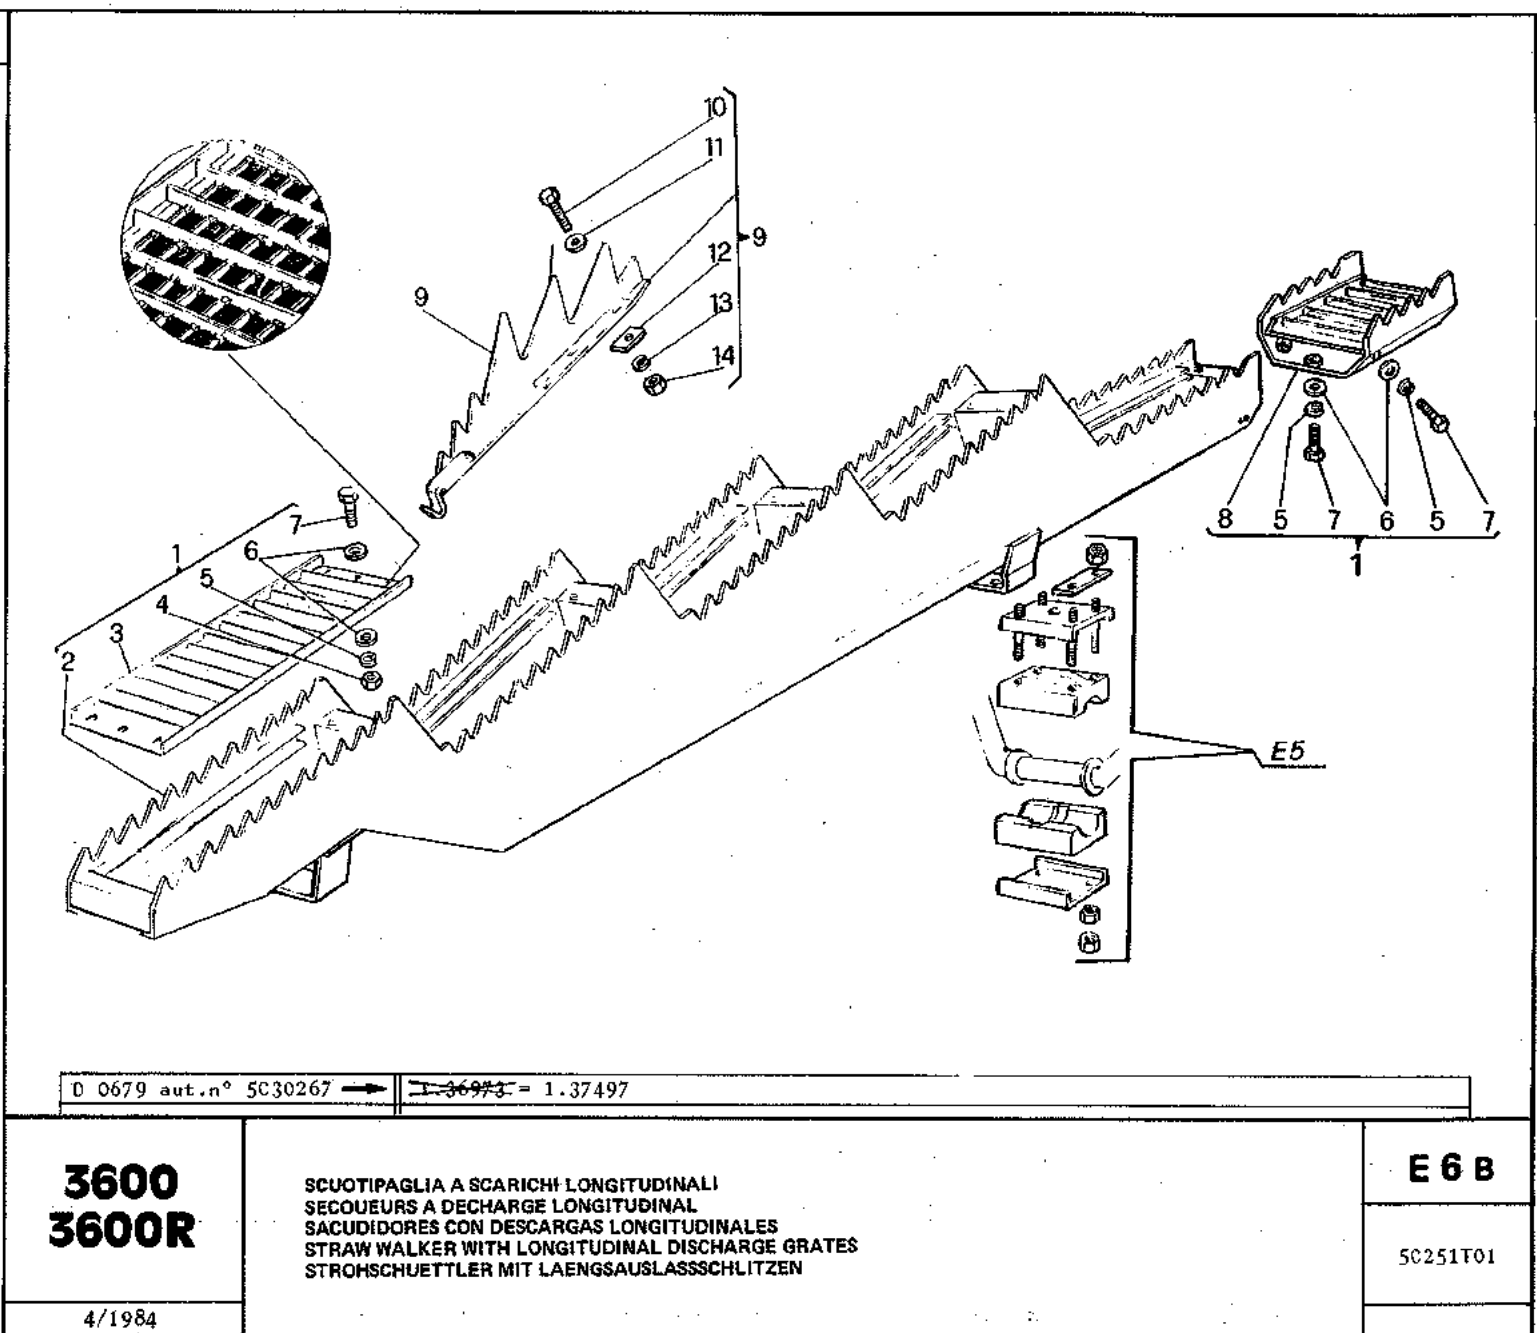 10
11
9
12
9
13
14
7
6
1
5
4
3
2
8 5 7 6 5 7
1
E5
D 0679 aut.n° 5C30267 1.36973 = 1.37497
3600
3600R
4/1984
SCUOTIPAGLIA A SCARICHI LONGITUDINALI
SECOUEURS A DECHARGE LONGITUDINAL
SACUDIDORES CON DESCARGAS LONGITUDINALES
STRAW WALKER WITH LONGITUDINAL DISCHARGE GRATES
STROHSCHUETTLER MIT LAENGSAUSLASSSCHLITZEN
E 6 B
50251T01